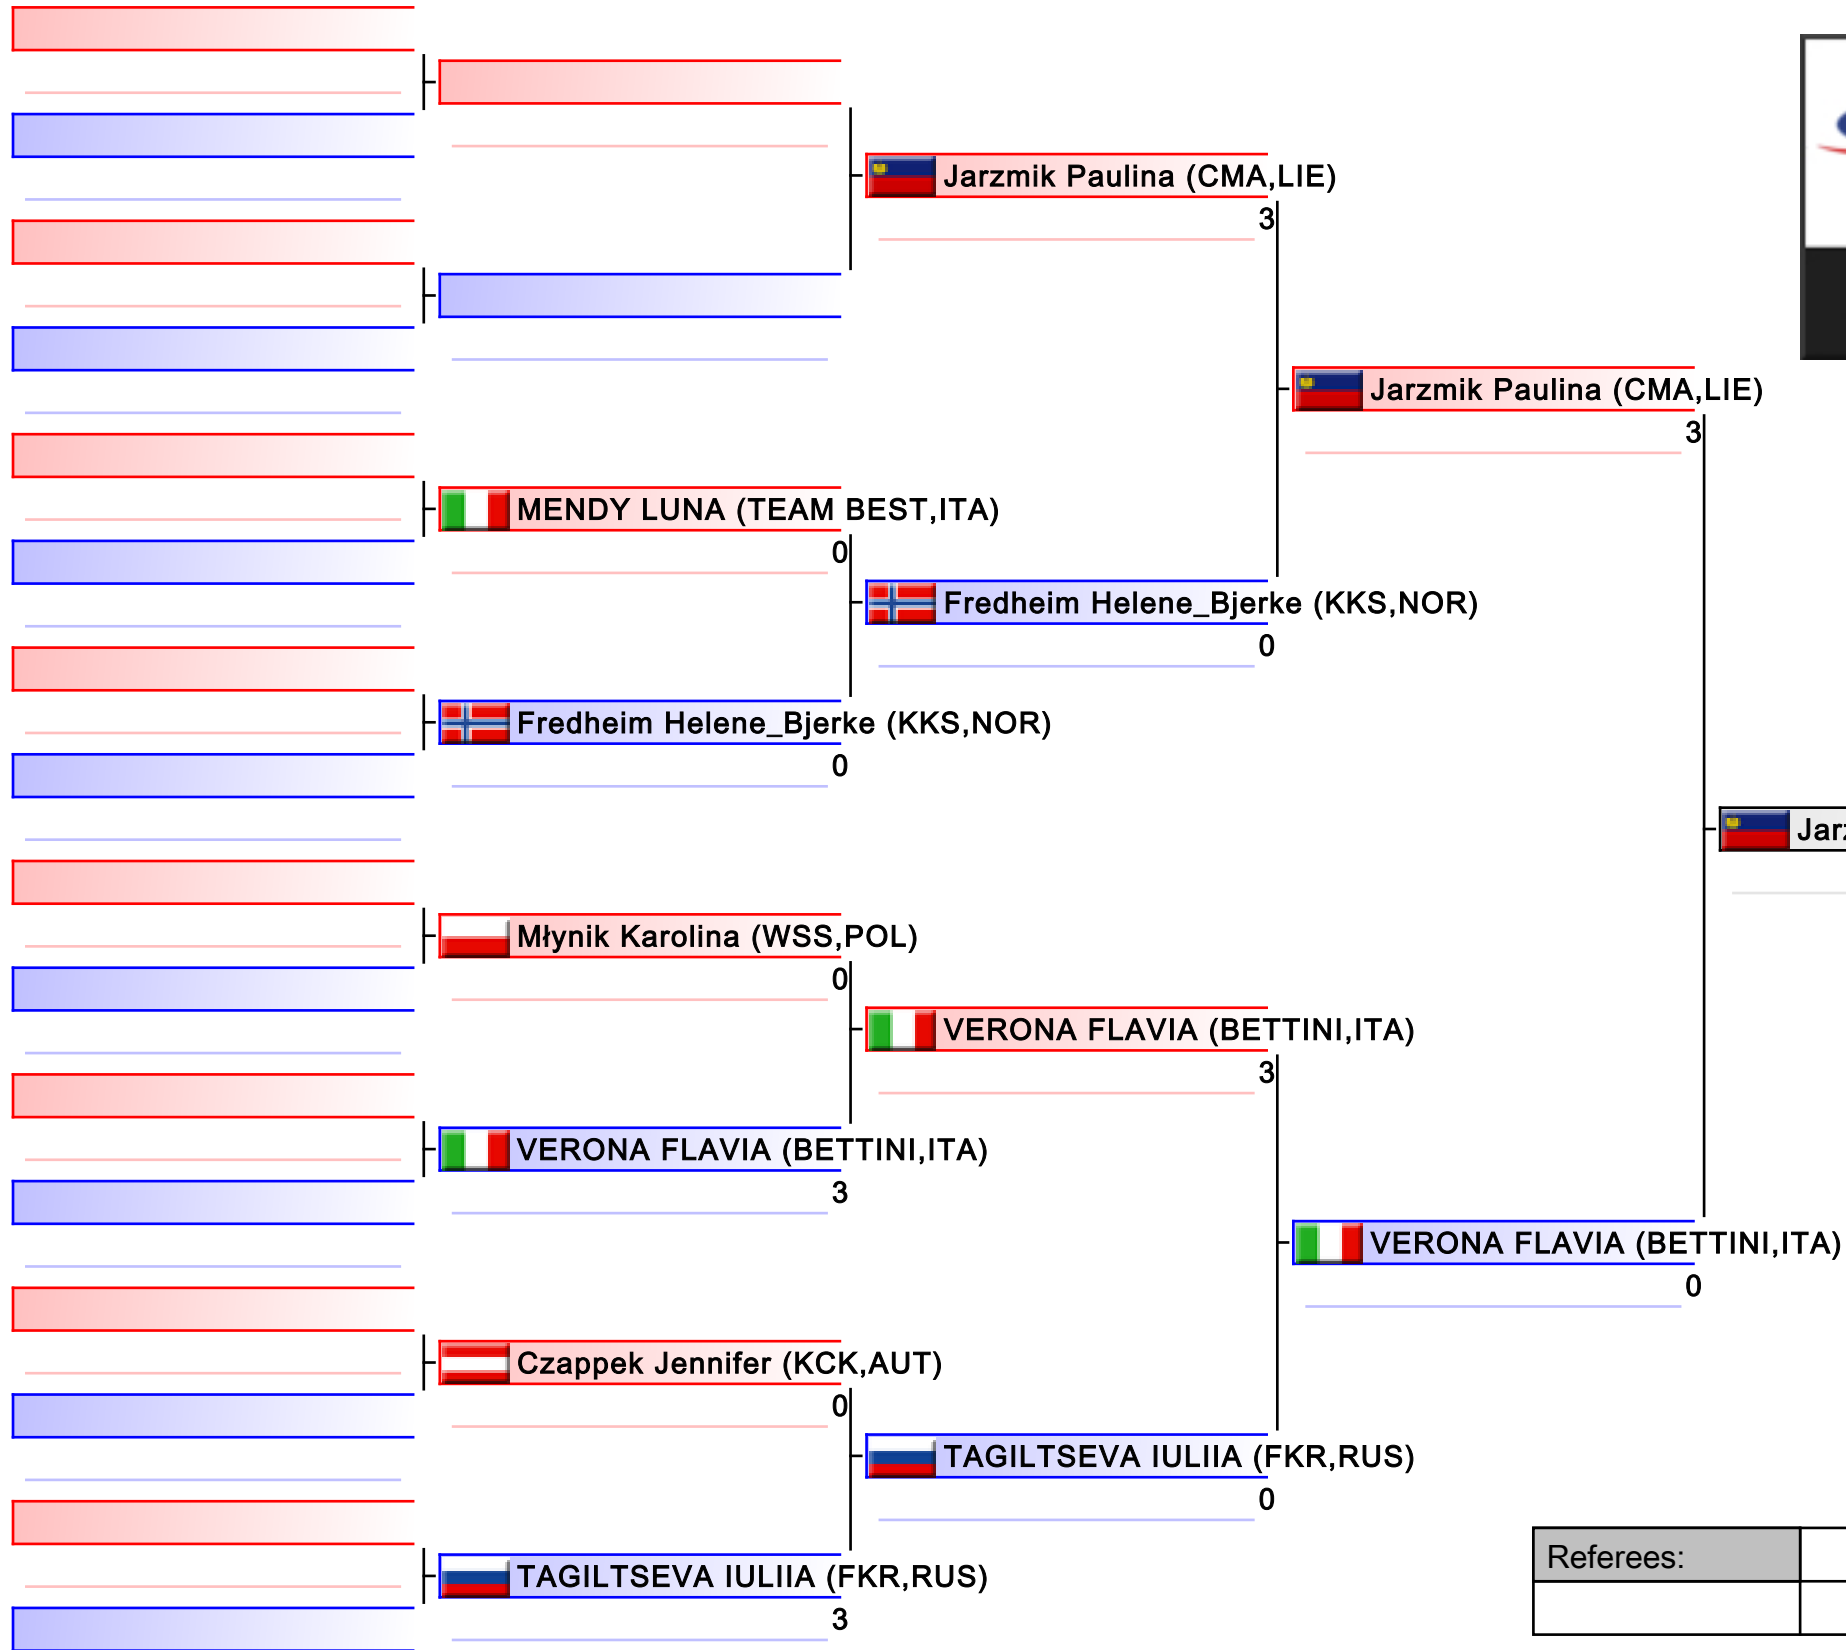 Jarzmik Paulina (CMA,LIE)
3
Jarzmik Paulina (CMA,LIE)
3
MENDY LUNA (TEAM BEST,ITA)
0
Fredheim Helene_Bjerke (KKS,NOR)
0
Fredheim Helene_Bjerke (KKS,NOR)
0
Jar
Młynik Karolina (WSS,POL)
0
VERONA FLAVIA (BETTINI,ITA)
3
VERONA FLAVIA (BETTINI,ITA)
3
VERONA FLAVIA (BETTINI,ITA)
0
Czappek Jennifer (KCK,AUT)
0
TAGILTSEVA IULIIA (FKR,RUS)
0
TAGILTSEVA IULIIA (FKR,RUS)
3
Referees: